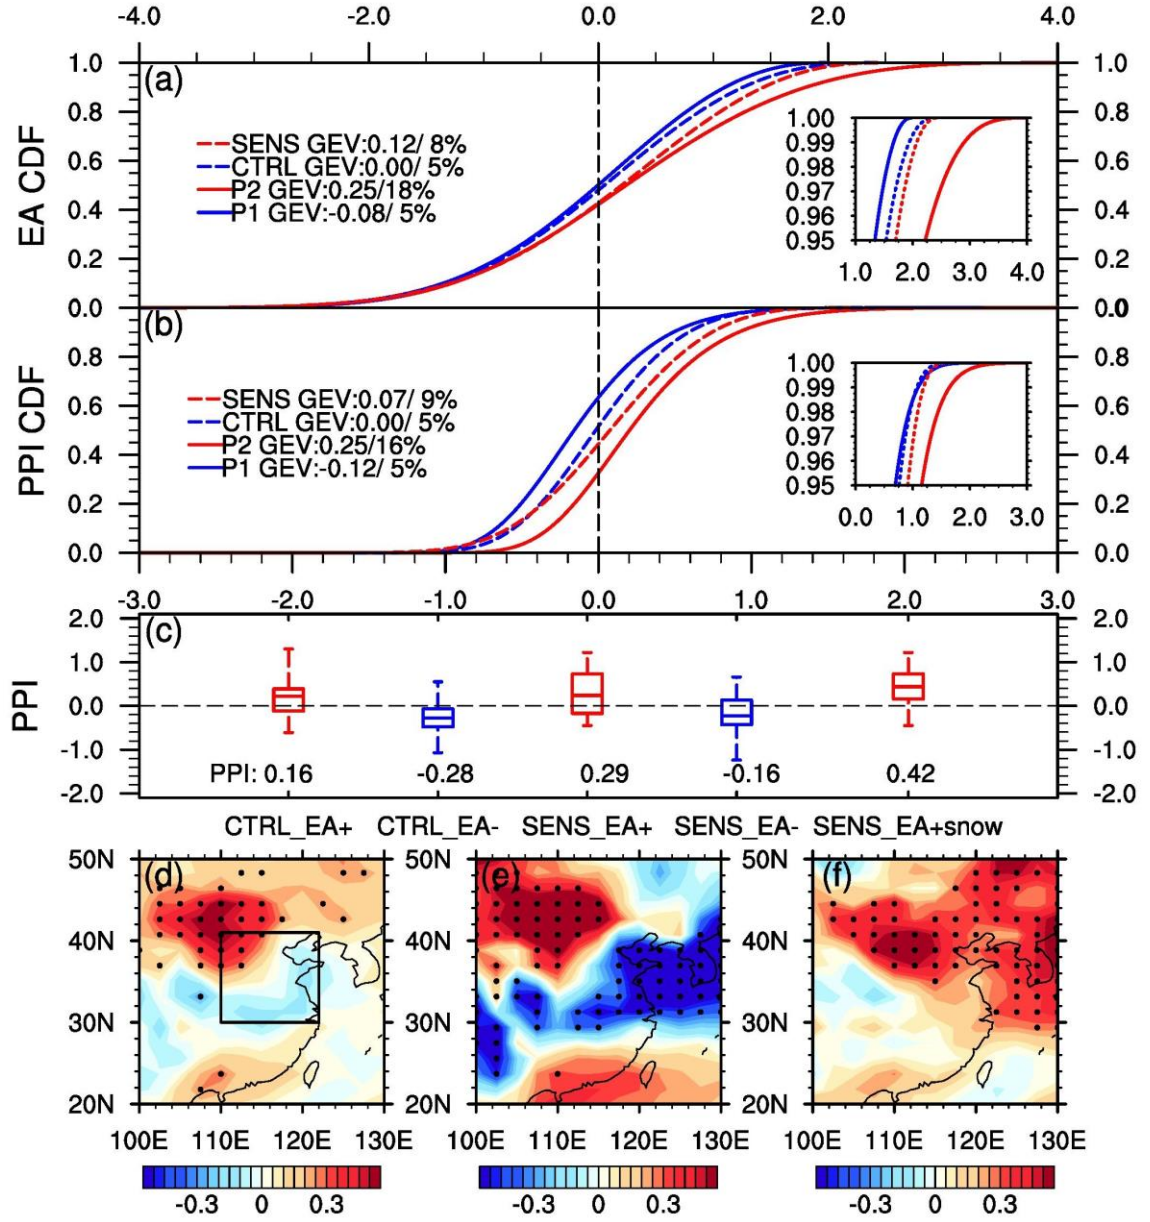 -4.0 -2.0 0.0 2.0 4.0
(a)
EA CDF
1.0 0.8 0.6 0.4 0.2 0.0
SENS GEV:0.12/ 8%
CTRL GEV:0.00/ 5%
P2 GEV:0.25/18%
P1 GEV:-0.08/ 5%
1.00 0.99 0.98 0.97 0.96 0.95
1.0 2.0 3.0 4.0
1.0 0.8 0.6 0.4 0.2 0.0
(b)
PPI CDF
0.8 0.6 0.4 0.2 0.0
SENS GEV:0.07/ 9%
CTRL GEV:0.00/ 5%
P2 GEV:0.25/16%
P1 GEV:-0.12/ 5%
1.00 0.99 0.98 0.97 0.96 0.95
0.0 1.0 2.0 3.0
0.8 0.6 0.4 0.2 0.0
-3.0 -2.0 -1.0 0.0 1.0 2.0 3.0
(c)
PPI
2.0 1.0 0.0 -1.0 -2.0
2.0 1.0 0.0 -1.0 -2.0
PPI: 0.16 -0.28 0.29 -0.16 0.42
CTRL_EA+ CTRL_EA- SENS_EA+ SENS_EA- SENS_EA+snow
(d)
50N 40N 30N 20N
100E 110E 120E 130E
-0.3 0 0.3
(e)
50N 40N 30N 20N
100E 110E 120E 130E
-0.3 0 0.3
(f)
50N 40N 30N 20N
100E 110E 120E 130E
-0.3 0 0.3